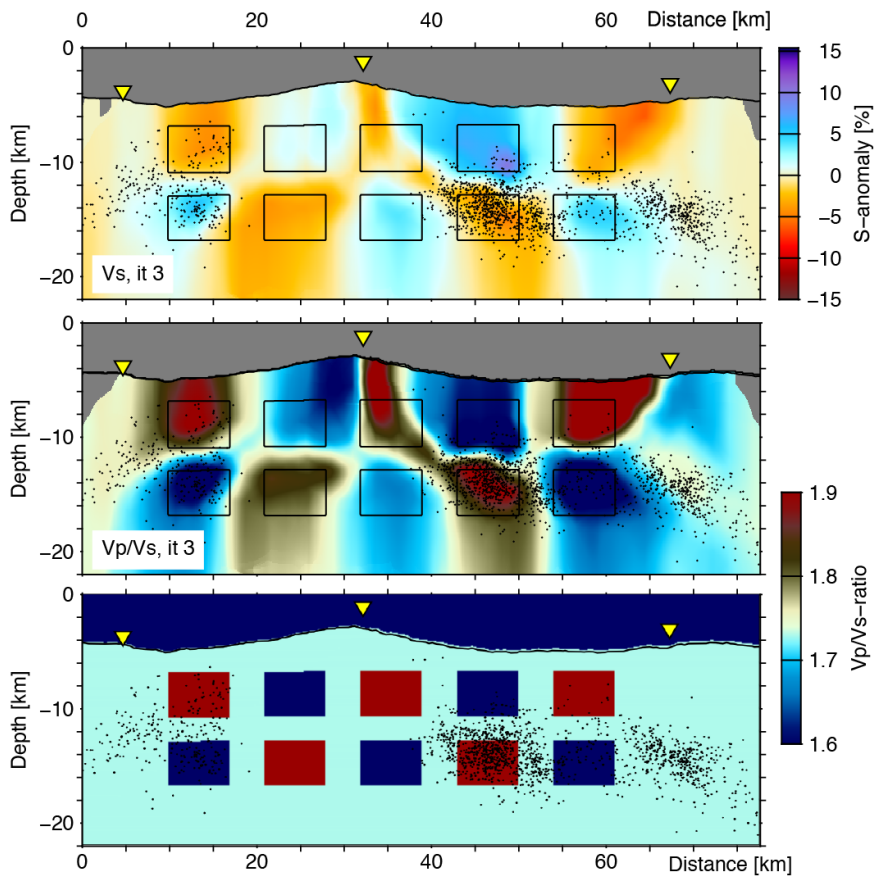 0 20 40 60 Distance [km]
0
−10
−20
Depth [km]
Vs, it 3
15
10
5
0
−5
−10
−15
S−anomaly [%]
0
−10
−20
Depth [km]
Vp/Vs, it 3
1.9
1.8
1.7
1.6
Vp/Vs−ratio
0
−10
−20
Depth [km]
0 20 40 60 Distance [km]